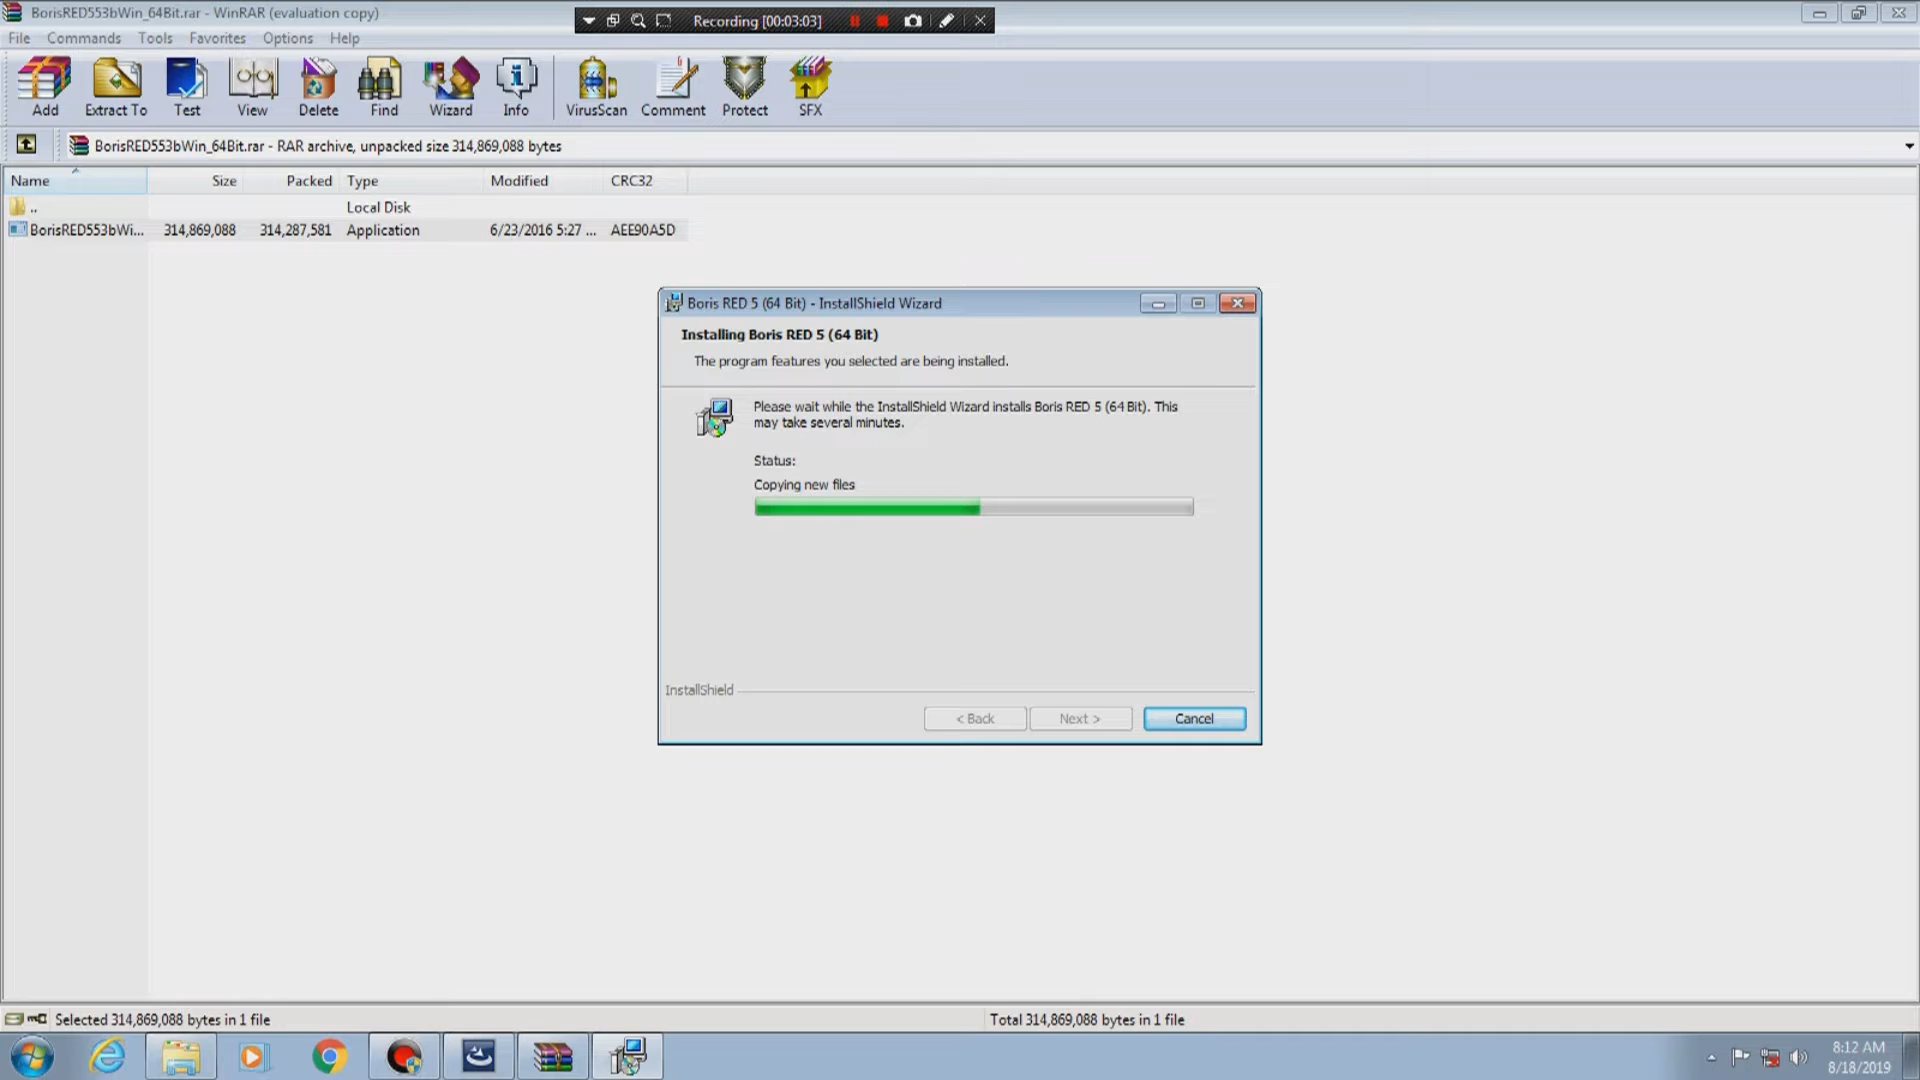 BorisRED553bWin_64Bit.rar - WinRAR (evaluation copy)
Recording [00:03:03]
File Commands Tools Favorites Options Help
Add Extract To Test View Delete Find Wizard Info VirusScan Comment Protect SFX
BorisRED553bWin_64Bit.rar - RAR archive, unpacked size 314,869,088 bytes
Name Size Packed Type Modified CRC32
.. Local Disk
BorisRED553bWi... 314,869,088 314,287,581 Application 6/23/2016 5:27 ... AEE90A5D
Boris RED 5 (64 Bit) - InstallShield Wizard
Installing Boris RED 5 (64 Bit)
The program features you selected are being installed.
Please wait while the InstallShield Wizard installs Boris RED 5 (64 Bit). This
may take several minutes.
Status:
Copying new files
InstallShield
< Back Next > Cancel
Selected 314,869,088 bytes in 1 file Total 314,869,088 bytes in 1 file
8:12 AM
8/18/2019